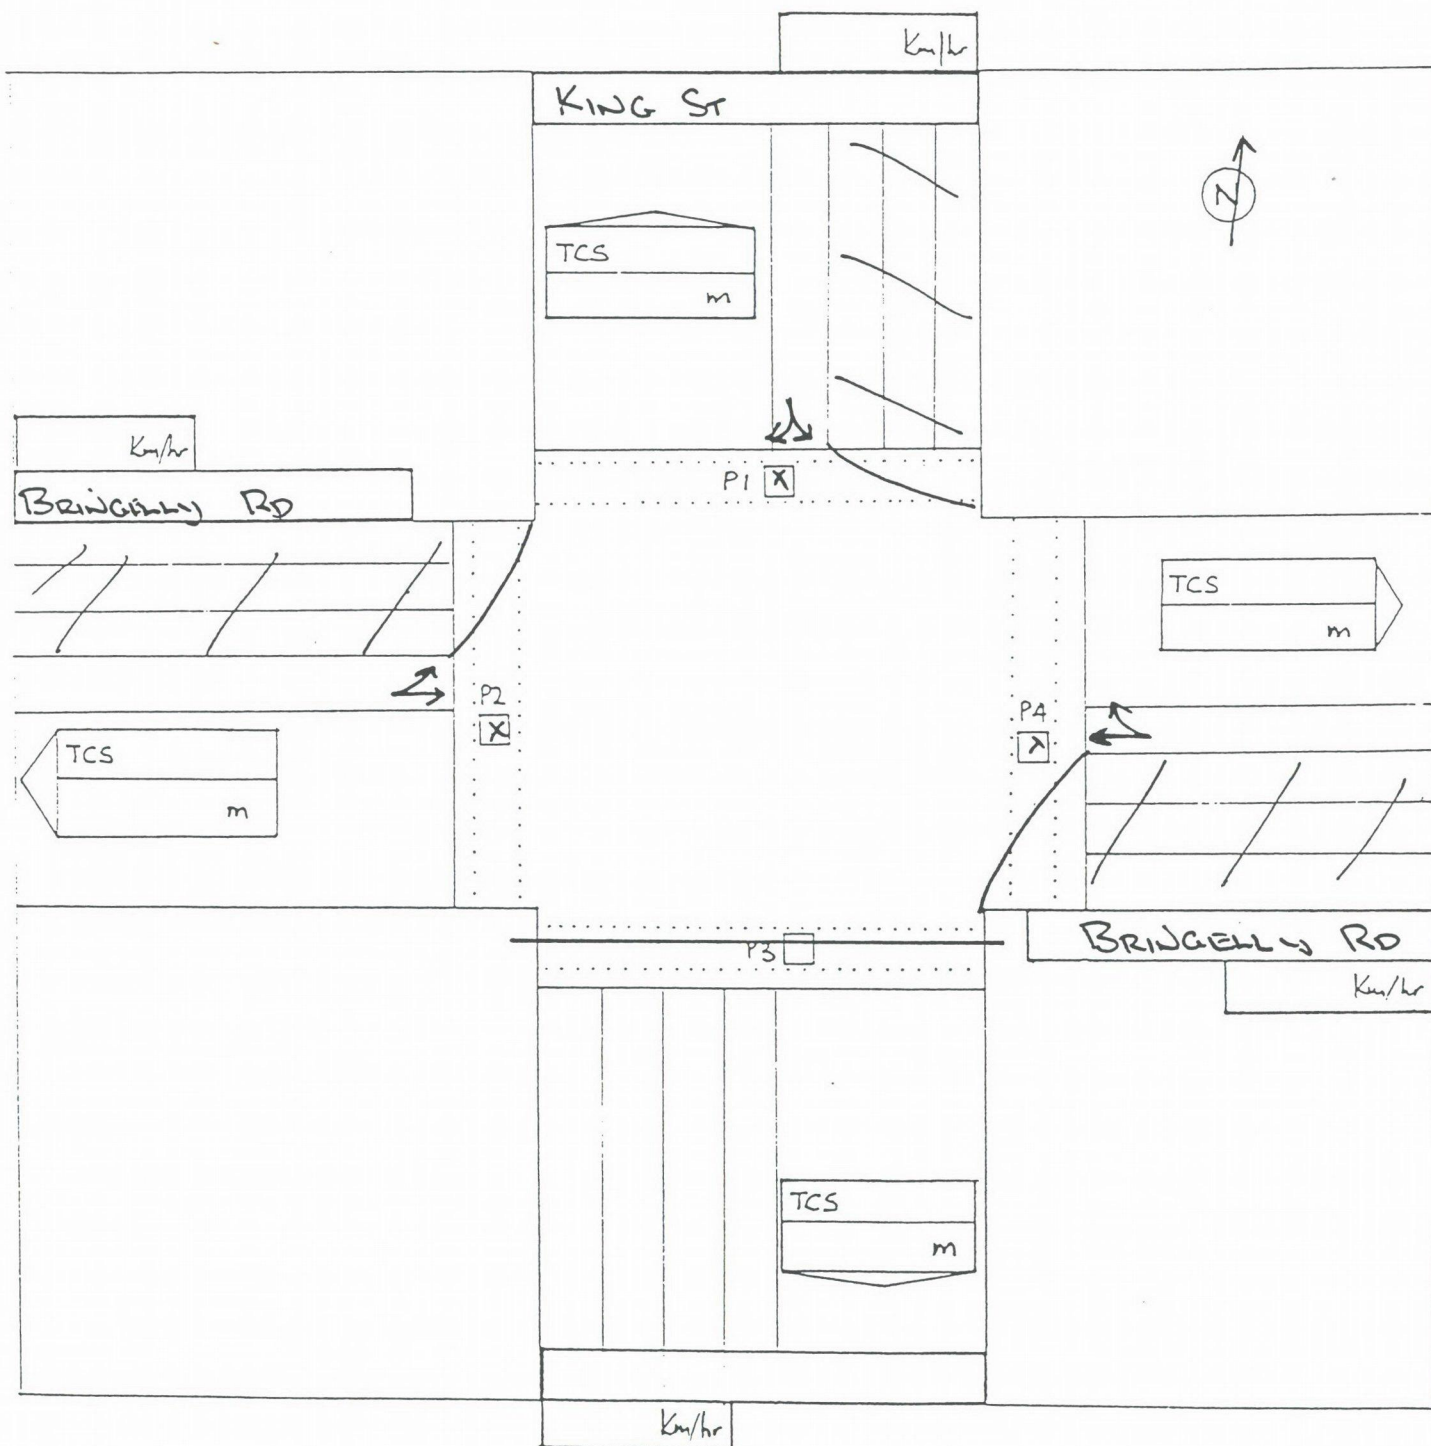 Km/hr
KING ST
N
TCS
m
Km/hr
P1 X
BRINGELLY RD
TCS
m
P2
X
P4
X
TCS
m
P3
BRINGELLY RD
Km/hr
TCS
m
Km/hr